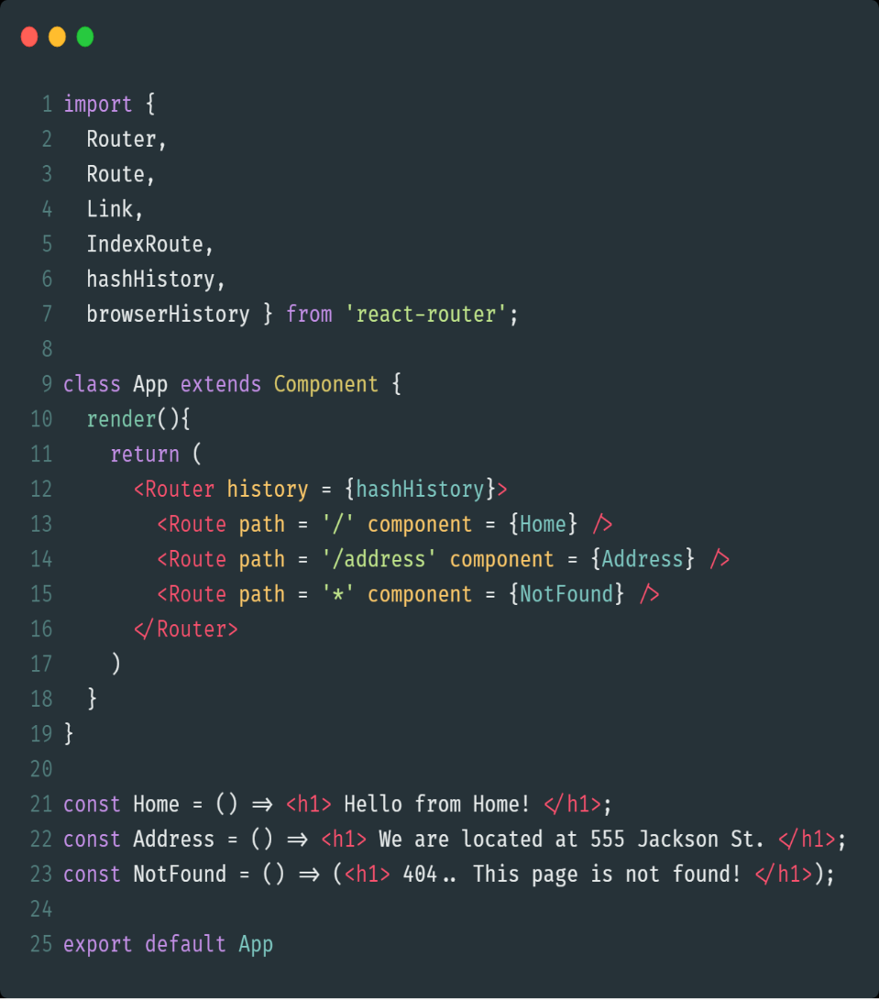 1 import {
2   Router,
3   Route,
4   Link,
5   IndexRoute,
6   hashHistory,
7   browserHistory } from 'react-router';
8
9 class App extends Component {
10   render(){
11     return (
12       <Router history = {hashHistory}>
13         <Route path = '/' component = {Home} />
14         <Route path = '/address' component = {Address} />
15         <Route path = '*' component = {NotFound} />
16       </Router>
17     )
18   }
19 }
20
21 const Home = () => <h1> Hello from Home! </h1>;
22 const Address = () => <h1> We are located at 555 Jackson St. </h1>;
23 const NotFound = () => (<h1> 404.. This page is not found! </h1>);
24
25 export default App